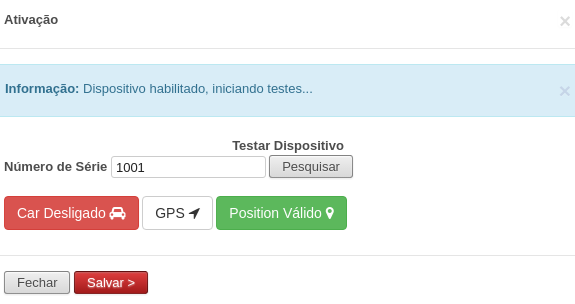 Ativação ×
Informação: Dispositivo habilitado, iniciando testes... ×
Testar Dispositivo
Número de Série 1001 Pesquisar
Car Desligado GPS Position Válido
Fechar Salvar >